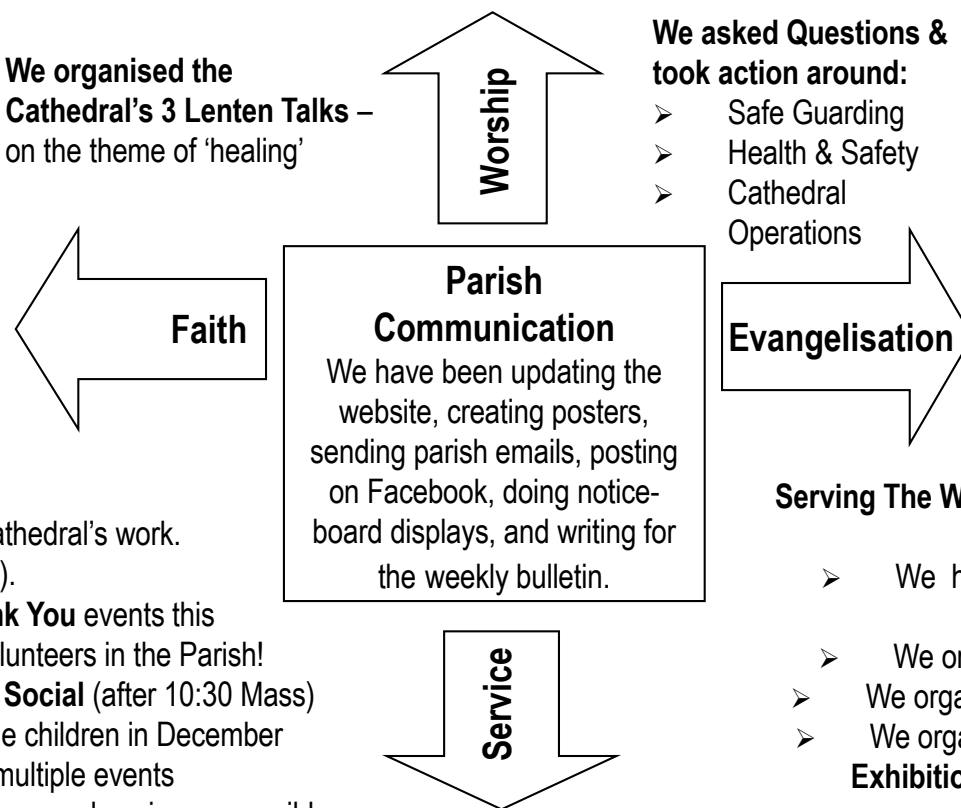 We organised the
Cathedral's 3 Lenten Talks –
on the theme of 'healing'
Worship
We asked Questions &
took action around:
➢ Safe Guarding
➢ Health & Safety
➢ Cathedral
Operations
Faith
Parish
Communication
We have been updating the
website, creating posters,
sending parish emails, posting
on Facebook, doing notice-
board displays, and writing for
the weekly bulletin.
Evangelisation
athedral's work.
).
nk You events this
lunteers in the Parish!
Social (after 10:30 Mass)
e children in December
multiple events
Service
Serving The W
➢ We h
➢ We or
➢ We orga
➢ We orga
Exhibitio